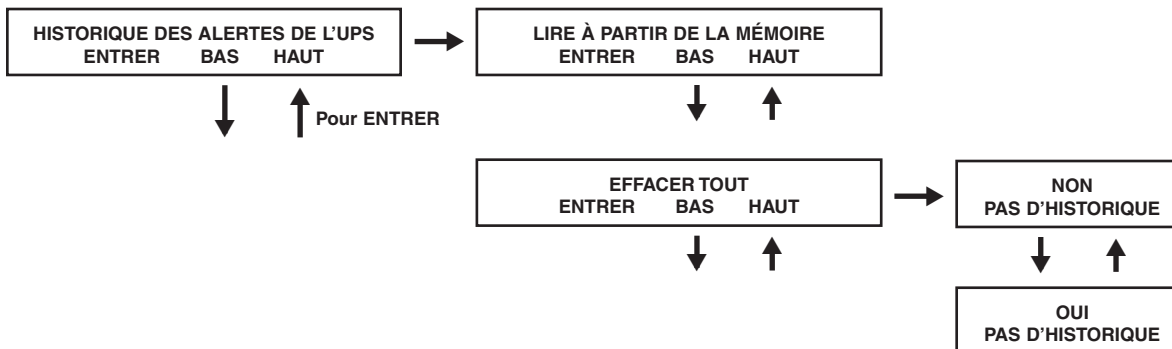 HISTORIQUE DES ALERTES DE L'UPS
ENTRER BAS HAUT
LIRE À PARTIR DE LA MÉMOIRE
ENTRER BAS HAUT
Pour ENTRER
EFFACER TOUT
ENTRER BAS HAUT
NON
PAS D'HISTORIQUE
OUI
PAS D'HISTORIQUE